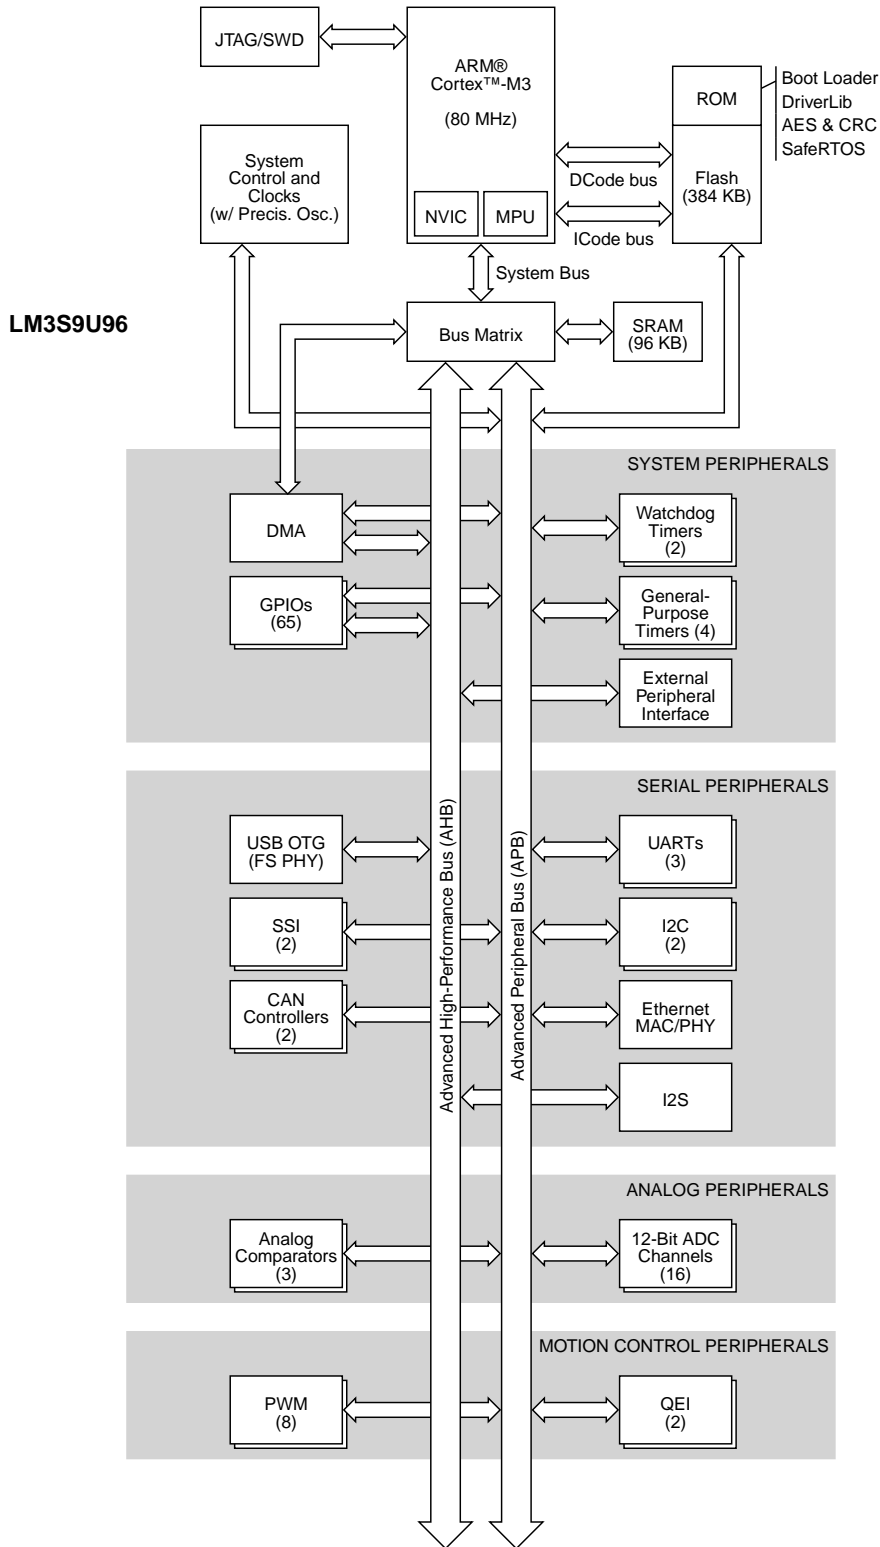 JTAG/SWD
ARM®
Cortex™-M3
(80 MHz)
NVIC
MPU
ROM
Flash
(384 KB)
Boot Loader
DriverLib
AES & CRC
SafeRTOS
System
Control and
Clocks
(w/ Precis. Osc.)
DCode bus
ICode bus
System Bus
LM3S9U96
Bus Matrix
SRAM
(96 KB)
SYSTEM PERIPHERALS
DMA
Watchdog
Timers
(2)
GPIOs
(65)
General-
Purpose
Timers (4)
External
Peripheral
Interface
Advanced High-Performance Bus (AHB)
Advanced Peripheral Bus (APB)
SERIAL PERIPHERALS
USB OTG
(FS PHY)
UARTs
(3)
SSI
(2)
I2C
(2)
CAN
Controllers
(2)
Ethernet
MAC/PHY
I2S
ANALOG PERIPHERALS
Analog
Comparators
(3)
12-Bit ADC
Channels
(16)
MOTION CONTROL PERIPHERALS
PWM
(8)
QEI
(2)